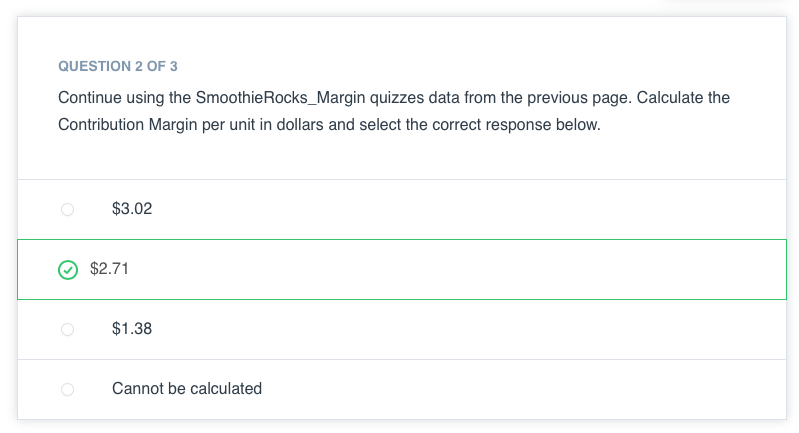 QUESTION 2 OF 3
Continue using the SmoothieRocks_Margin quizzes data from the previous page. Calculate the
Contribution Margin per unit in dollars and select the correct response below.
$3.02
$2.71
$1.38
Cannot be calculated